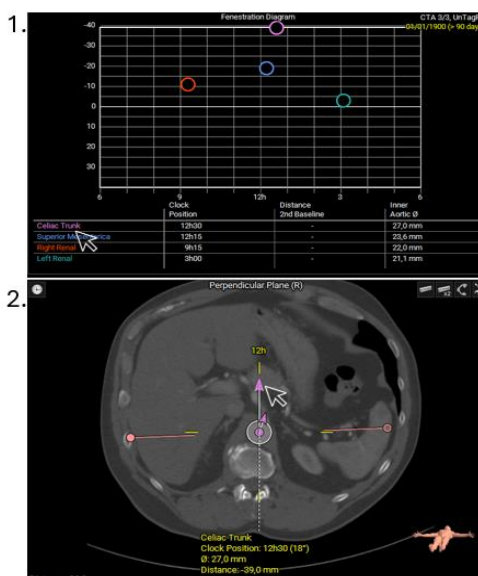 1.
Fenestration Diagram
CTA 3/3, UnTagR
01/01/1900 (> 90 day
-40
-30
-20
-10
0
10
20
30
6 9 12h 3 6
Clock Position Distance 2nd Baseline Inner Aortic Ø
Celiac Trunk 12h30 - 27,0 mm
Superior 12h15 - 23,6 mm
Right Renal 9h15 - 22,0 mm
Left Renal 3h00 - 21,1 mm
2.
Perpendicular Plane (R)
x2
12h
Celiac Trunk
Clock Position: 12h30 (18°)
Ø: 27,0 mm
Distance: -39,0 mm